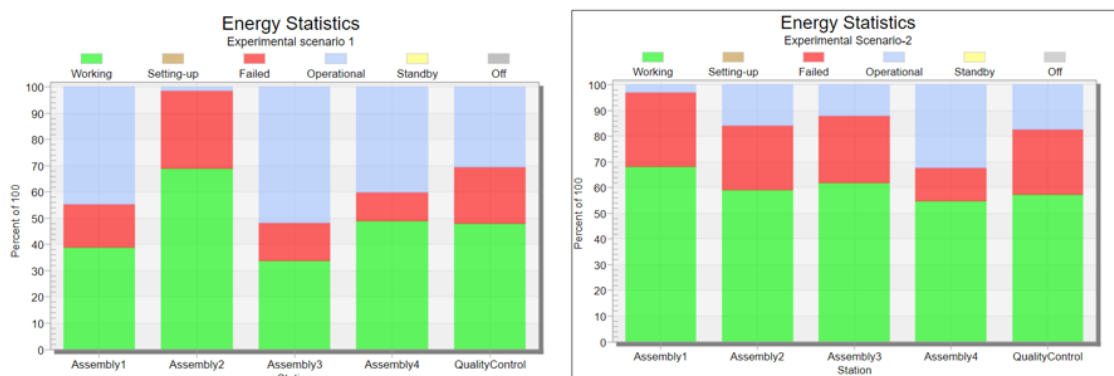 Energy Statistics
Experimental scenario 1
Working Setting-up Failed Operational Standby Off
Percent of 100
100
90
80
70
60
50
40
30
20
10
0
Assembly1 Assembly2 Assembly3 Assembly4 QualityControl
Station
Energy Statistics
Experimental Scenario-2
Working Setting-up Failed Operational Standby Off
Percent of 100
100
90
80
70
60
50
40
30
20
10
0
Assembly1 Assembly2 Assembly3 Assembly4 QualityControl
Station